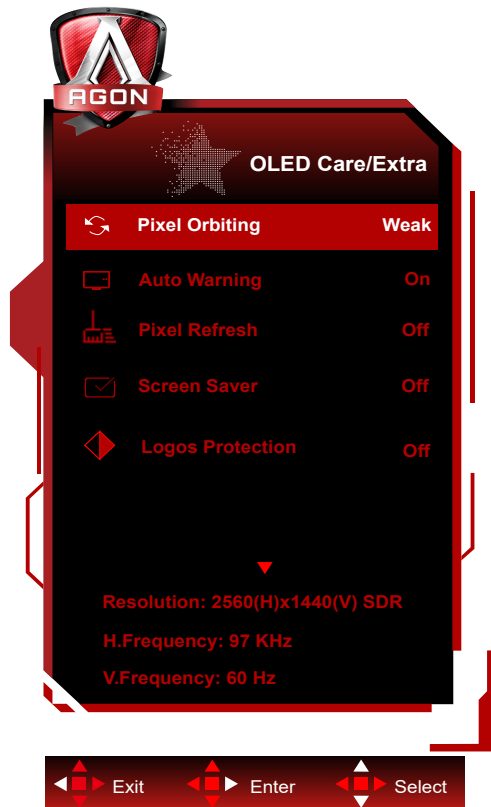 AGON
OLED Care/Extra
Pixel Orbiting Weak
Auto Warning On
Pixel Refresh Off
Screen Saver Off
Logos Protection Off
Resolution: 2560(H)x1440(V) SDR
H.Frequency: 97 KHz
V.Frequency: 60 Hz
Exit Enter Select